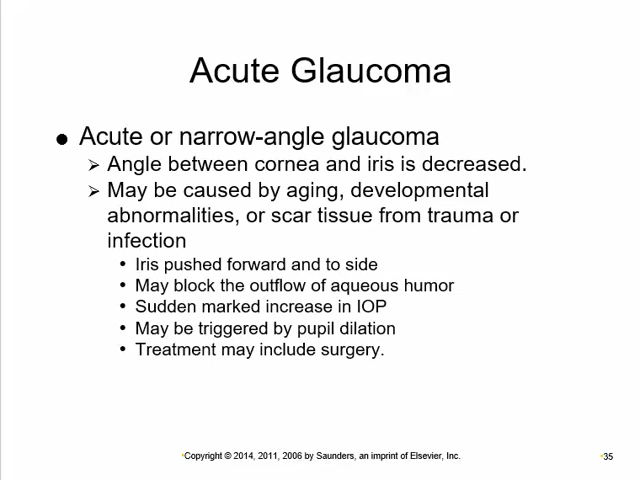 Acute Glaucoma
● Acute or narrow-angle glaucoma
➢ Angle between cornea and iris is decreased.
➢ May be caused by aging, developmental
abnormalities, or scar tissue from trauma or
infection
• Iris pushed forward and to side
• May block the outflow of aqueous humor
• Sudden marked increase in IOP
• May be triggered by pupil dilation
• Treatment may include surgery.
•Copyright © 2014, 2011, 2006 by Saunders, an imprint of Elsevier, Inc.
•35